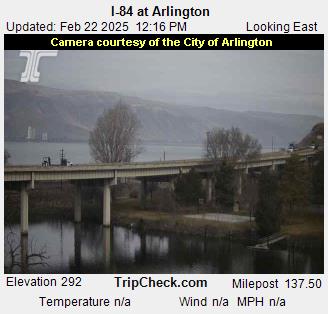 I-84 at Arlington
Updated: Feb 22 2025 12:16 PM Looking East
Camera courtesy of the City of Arlington
Elevation 292 TripCheck.com Milepost 137.50
Temperature n/a Wind n/a MPH n/a